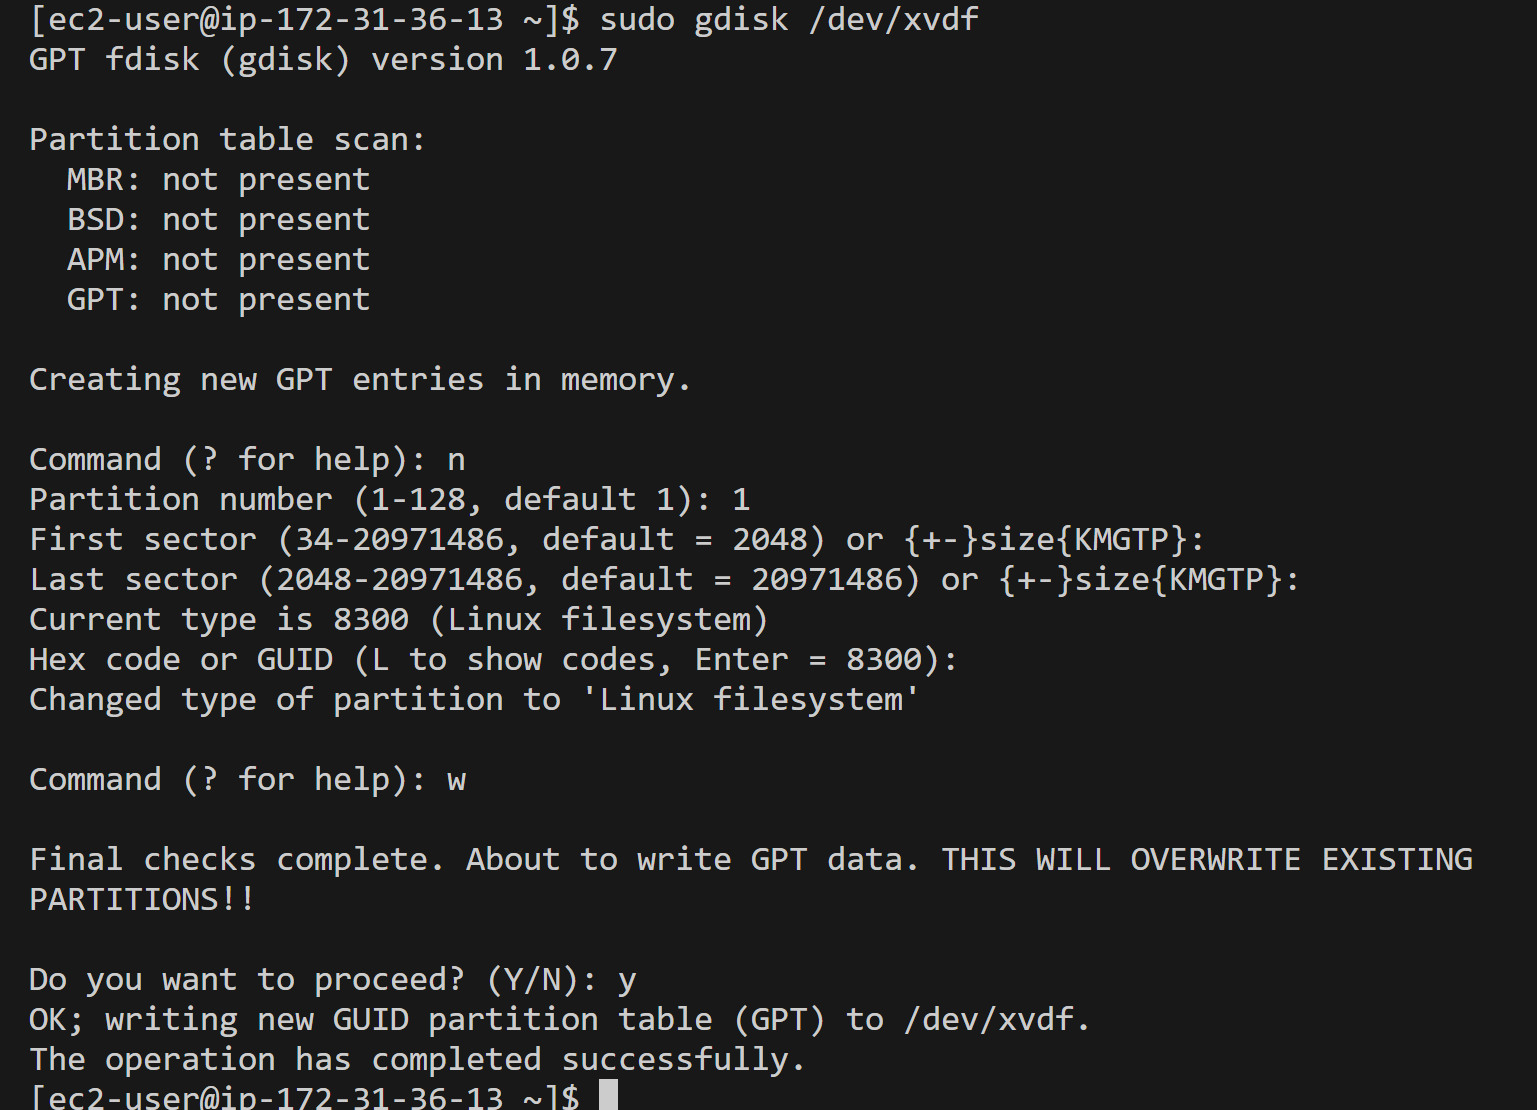 [ec2-user@ip-172-31-36-13 ~]$ sudo gdisk /dev/xvdf
GPT fdisk (gdisk) version 1.0.7
Partition table scan:
  MBR: not present
  BSD: not present
  APM: not present
  GPT: not present
Creating new GPT entries in memory.
Command (? for help): n
Partition number (1-128, default 1): 1
First sector (34-20971486, default = 2048) or {+-}size{KMGTP}:
Last sector (2048-20971486, default = 20971486) or {+-}size{KMGTP}:
Current type is 8300 (Linux filesystem)
Hex code or GUID (L to show codes, Enter = 8300):
Changed type of partition to 'Linux filesystem'
Command (? for help): w
Final checks complete. About to write GPT data. THIS WILL OVERWRITE EXISTING
PARTITIONS!!
Do you want to proceed? (Y/N): y
OK; writing new GUID partition table (GPT) to /dev/xvdf.
The operation has completed successfully.
[ec2-user@ip-172-31-36-13 ~]$